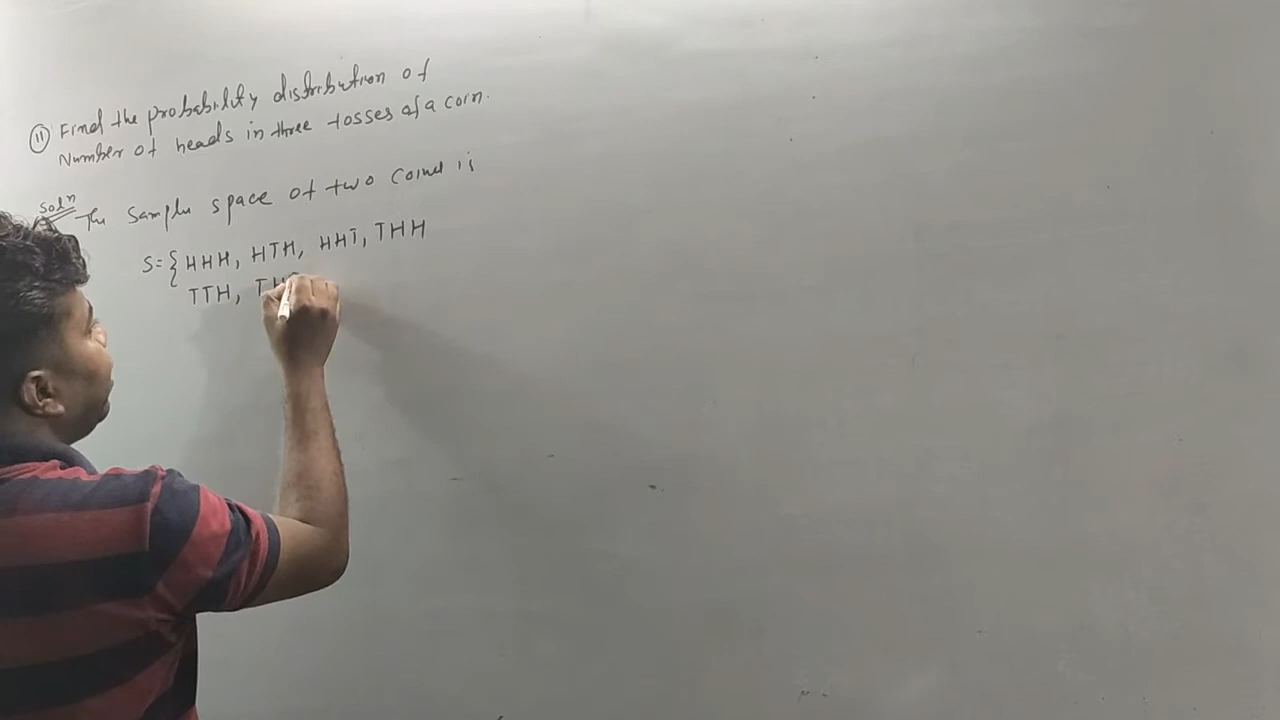 (11) Find the probability distribution of
Number of heads in three tosses of a coin.
Solⁿ
The sample space of two coins is
S={HHH, HTH, HHT, THH
TTH, TH